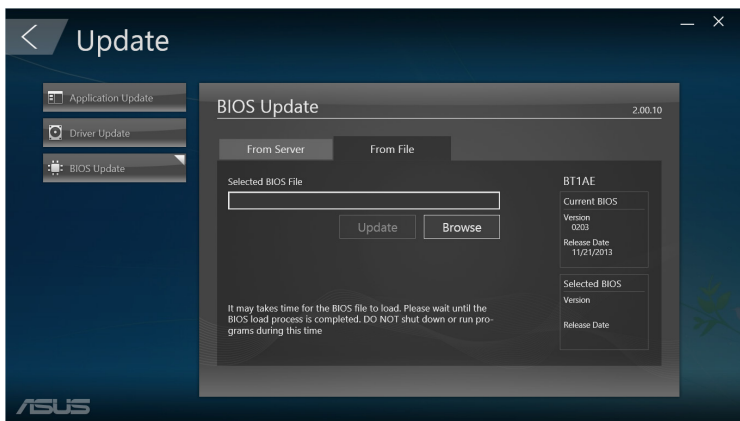 Update
Application Update
Driver Update
BIOS Update
BIOS Update
2.00.10
From Server
From File
Selected BIOS File
Update
Browse
It may takes time for the BIOS file to load. Please wait until the
BIOS load process is completed. DO NOT shut down or run pro-
grams during this time
BT1AE
Current BIOS
Version
0203
Release Date
11/21/2013
Selected BIOS
Version
Release Date
ASUS